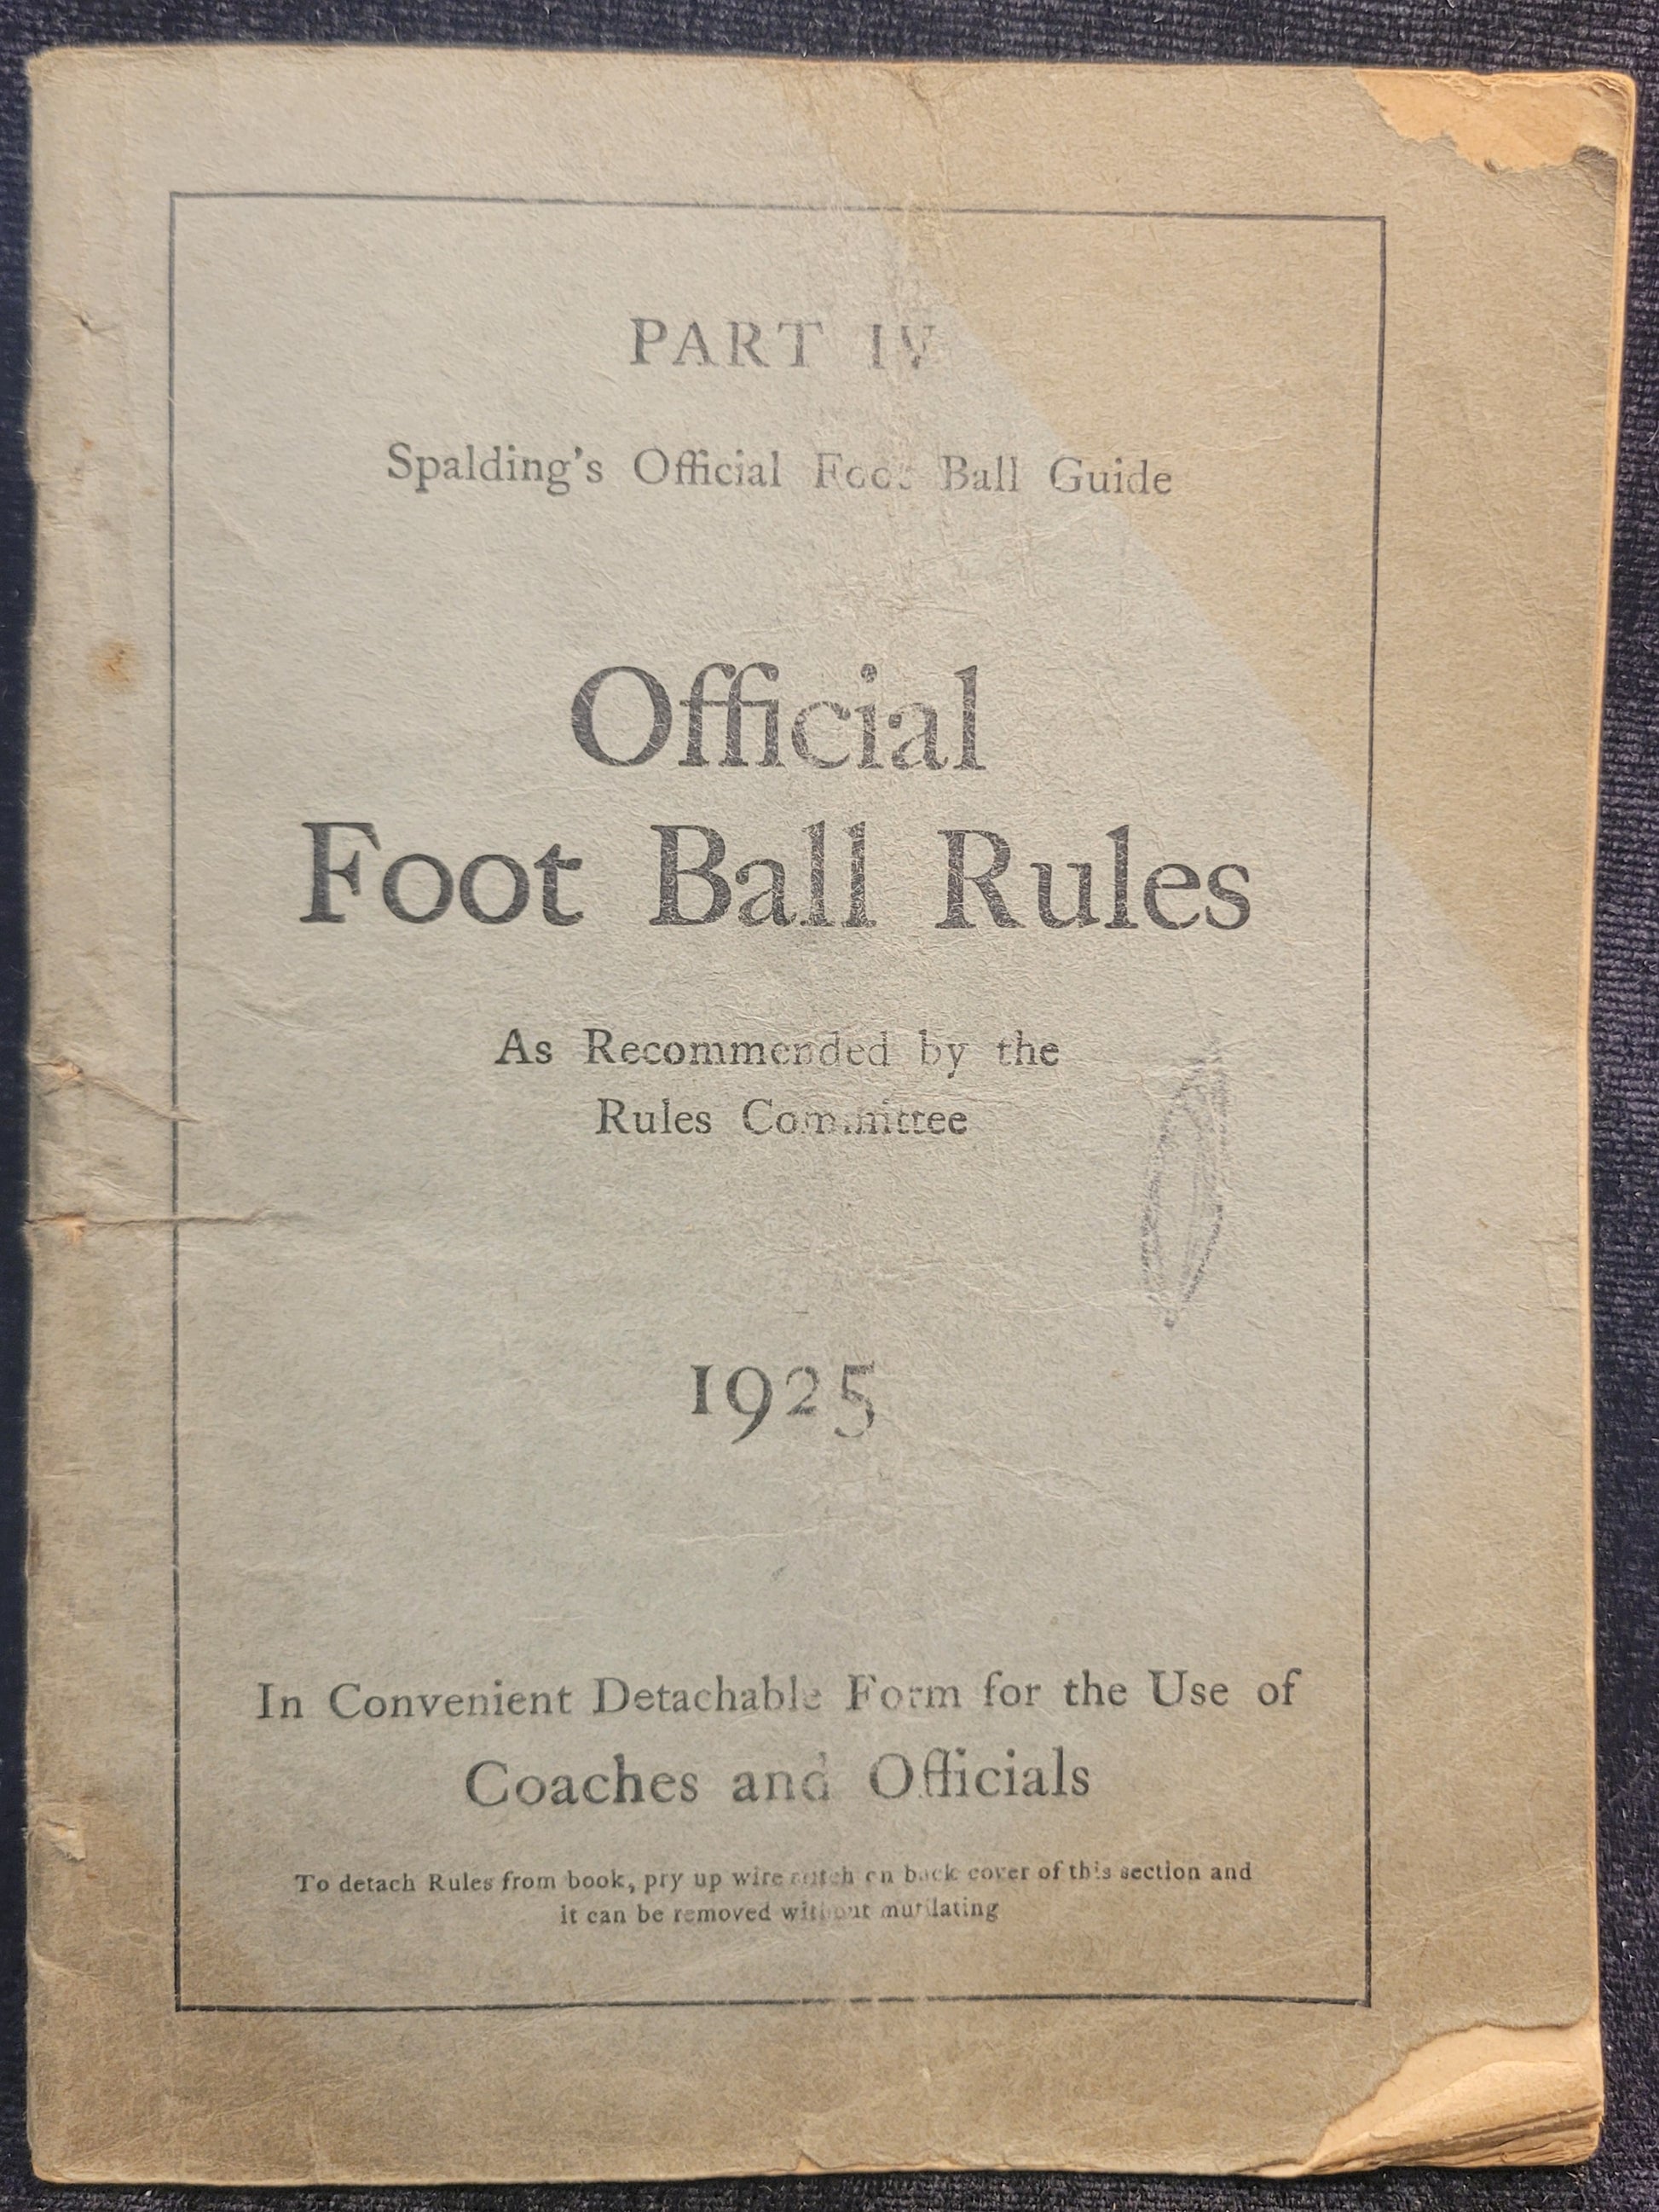 PART IV
Spalding's Official Foot Ball Guide
Official
Foot Ball Rules
As Recommended by the
Rules Committee
1925
In Convenient Detachable Form for the Use of
Coaches and Officials
To detach Rules from book, pry up wire stitch on back cover of this section and
it can be removed without mutilating